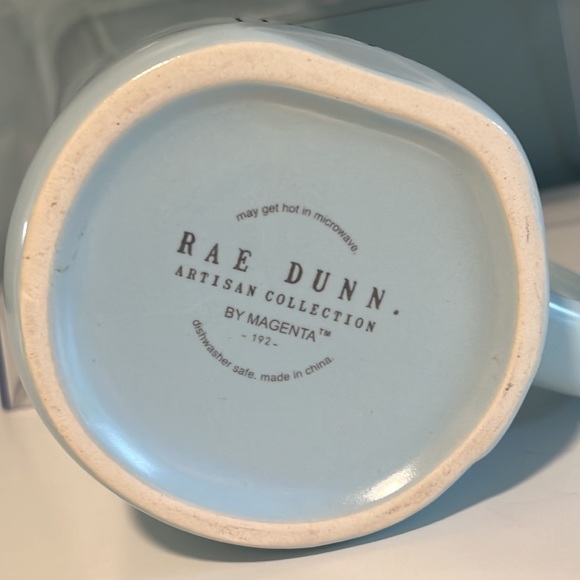 may get hot in microwave.
RAE DUNN.
ARTISAN COLLECTION
BY MAGENTA™
- 192 -
dishwasher safe. made in china.